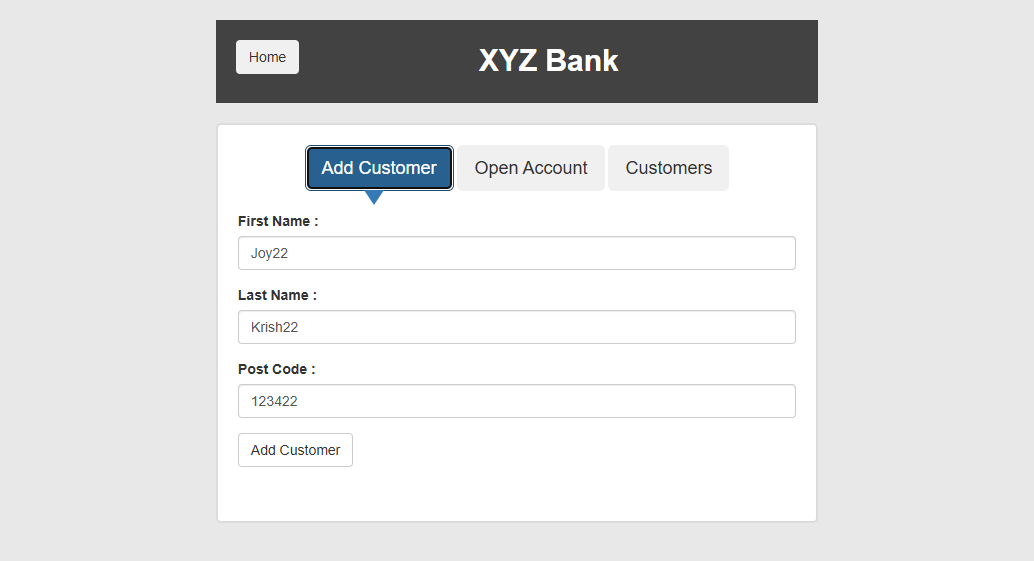 Home
XYZ Bank
Add Customer Open Account Customers
First Name :
Joy22
Last Name :
Krish22
Post Code :
123422
Add Customer